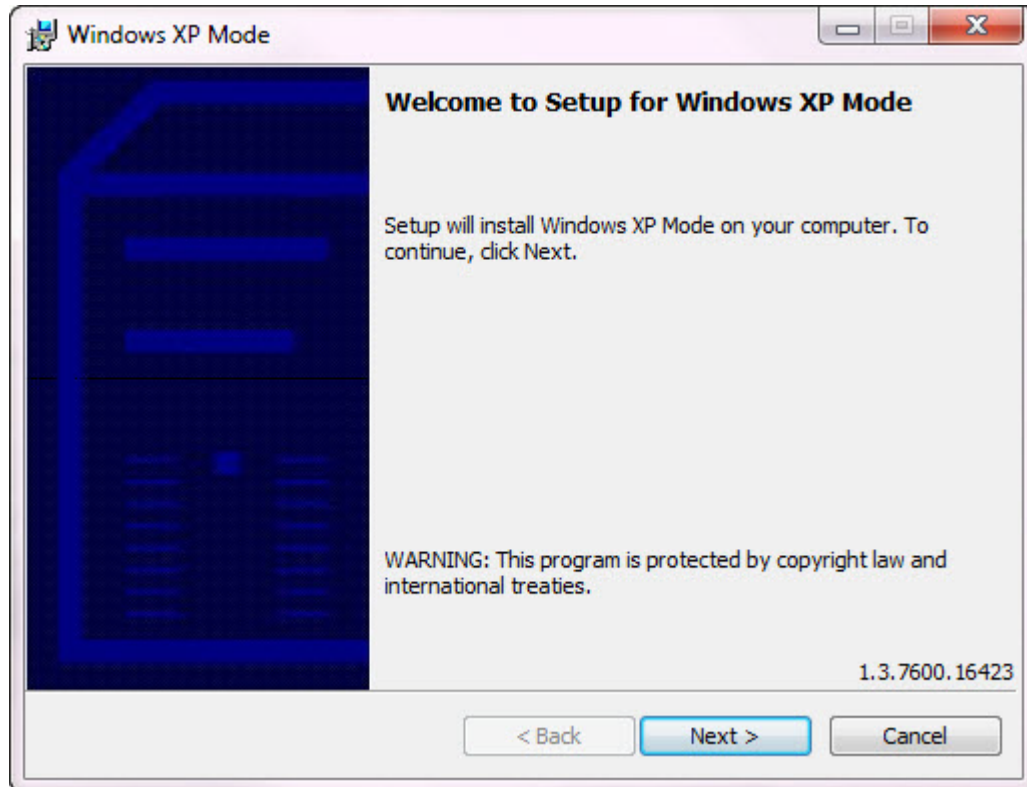 Windows XP Mode
Welcome to Setup for Windows XP Mode
Setup will install Windows XP Mode on your computer. To
continue, click Next.
WARNING: This program is protected by copyright law and
international treaties.
1.3.7600.16423
< Back
Next >
Cancel